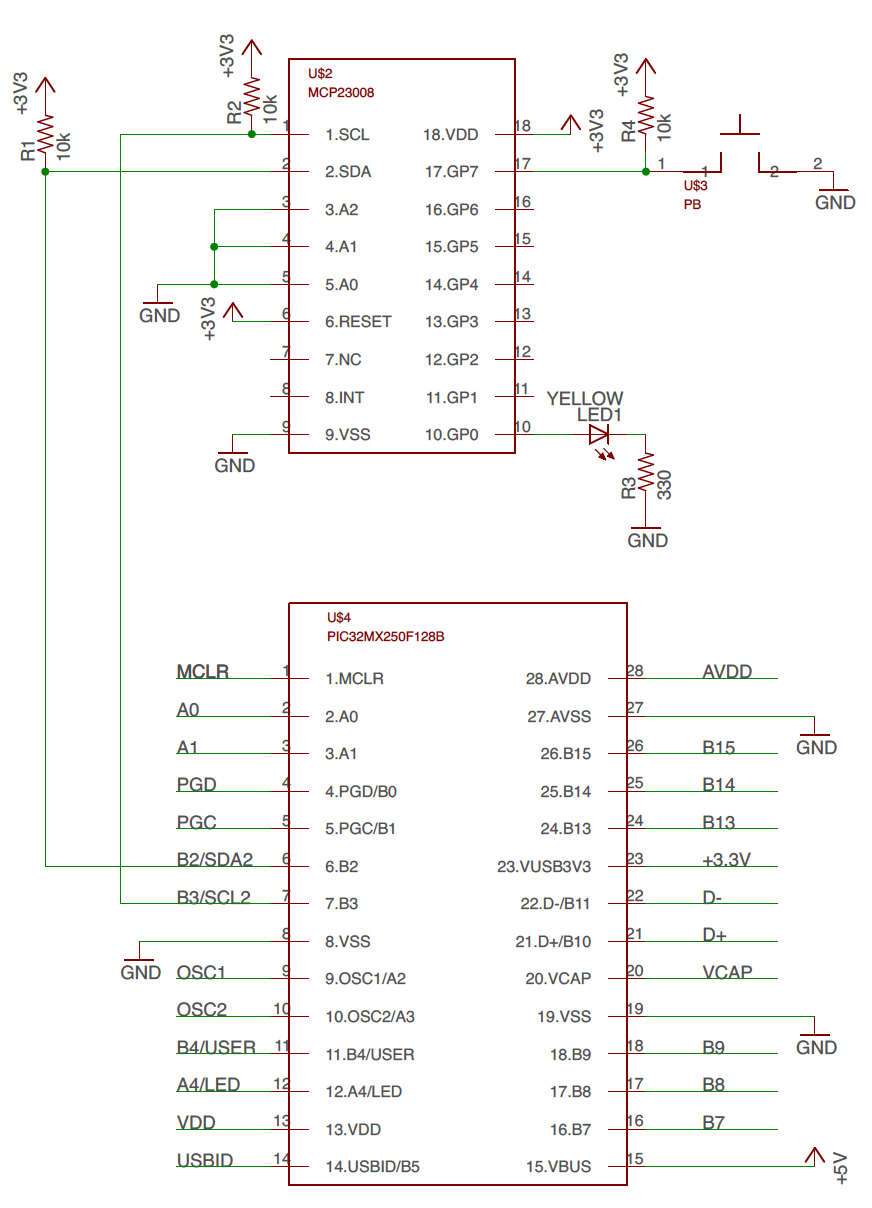 +3V3
R1
10k
+3V3
R2
10k
U$2
MCP23008
1
1.SCL
2
2.SDA
3
3.A2
4
4.A1
5
5.A0
6
6.RESET
7
7.NC
8
8.INT
9
9.VSS
18.VDD
18
17.GP7
17
16.GP6
16
15.GP5
15
14.GP4
14
13.GP3
13
12.GP2
12
11.GP1
11
10.GP0
10
GND
+3V3
GND
+3V3
+3V3
R4
10k
1
1
U$3
PB
2
2
GND
YELLOW
LED1
R3
330
GND
U$4
PIC32MX250F128B
MCLR
1
1.MCLR
A0
2
2.A0
A1
3
3.A1
PGD
4
4.PGD/B0
PGC
5
5.PGC/B1
B2/SDA2
6
6.B2
B3/SCL2
7
7.B3
GND
8
8.VSS
OSC1
9
9.OSC1/A2
OSC2
10
10.OSC2/A3
B4/USER
11
11.B4/USER
A4/LED
12
12.A4/LED
VDD
13
13.VDD
USBID
14
14.USBID/B5
28.AVDD
28
AVDD
27.AVSS
27
GND
26.B15
26
B15
25.B14
25
B14
24.B13
24
B13
23.VUSB3V3
23
+3.3V
22.D-/B11
22
D-
21.D+/B10
21
D+
20.VCAP
20
VCAP
19.VSS
19
GND
18.B9
18
B9
17.B8
17
B8
16.B7
16
B7
15.VBUS
15
+5V